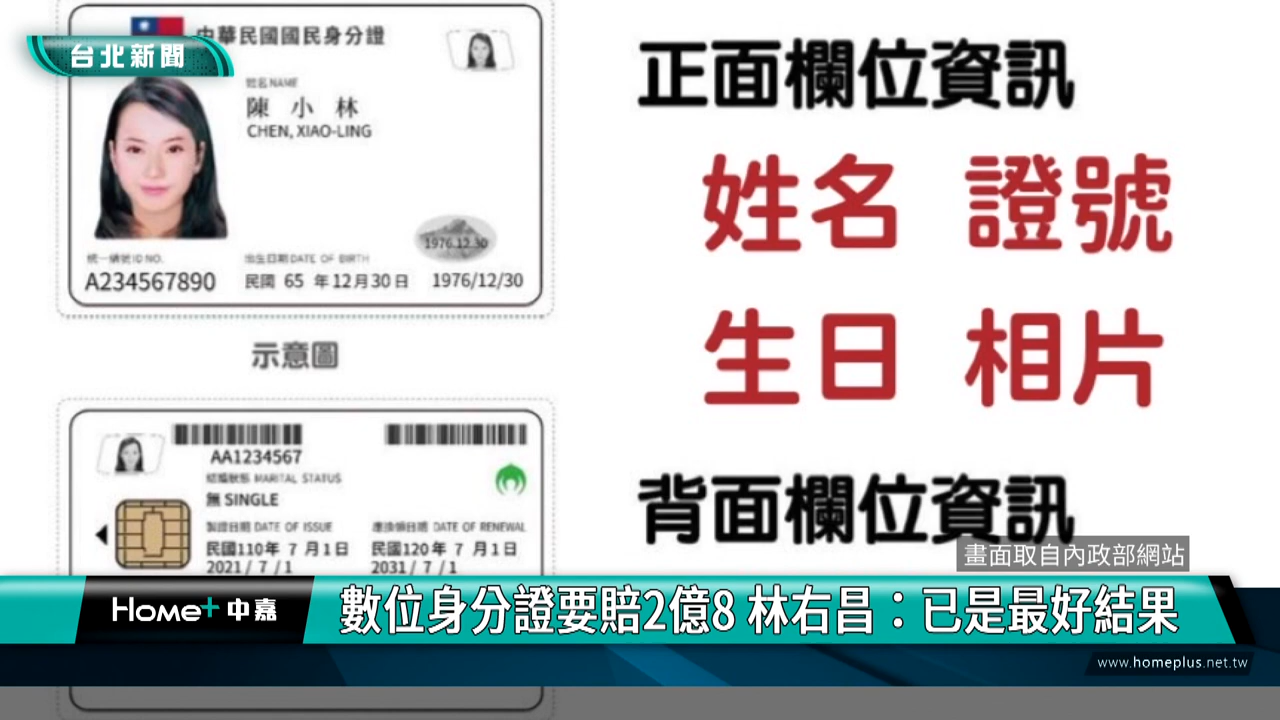 台北新聞
中華民國國民身分證
姓名 NAME
陳 小 林
CHEN, XIAO-LING
1976.12.30
統一編號 ID NO.
A234567890
出生日期 DATE OF BIRTH
民國 65 年 12 月 30 日 1976/12/30
示意圖
AA1234567
結婚狀態 MARITAL STATUS
無 SINGLE
製證日期 DATE OF ISSUE
民國110年 7 月1日
2021 / 7 / 1
應換領日期 DATE OF RENEWAL
民國120年 7 月1日
2031 / 7 / 1
正面欄位資訊
姓名 證號
生日 相片
背面欄位資訊
畫面取自內政部網站
Home+中嘉
數位身分證要賠2億8 林右昌：已是最好結果
www.homeplus.net.tw